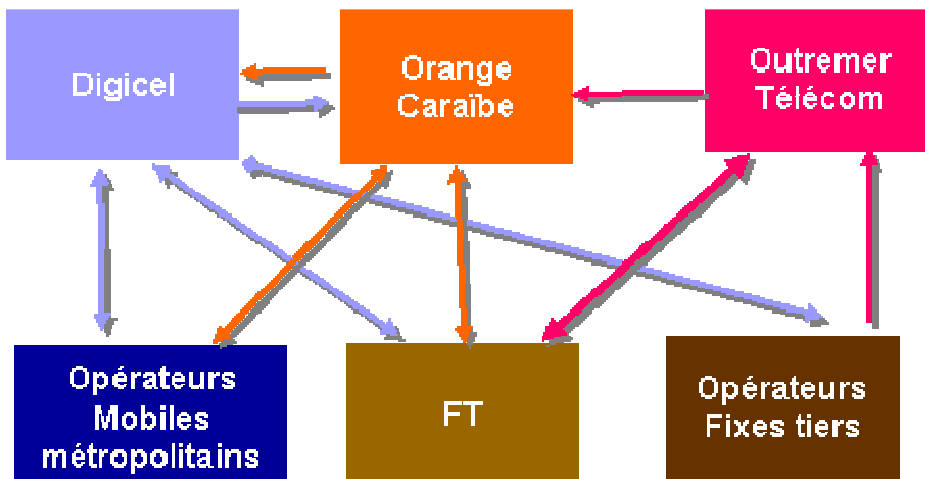 Digicel
Orange
Caraïbe
Outremer
Télécom
Opérateurs
Mobiles
métropolitains
FT
Opérateurs
Fixes tiers